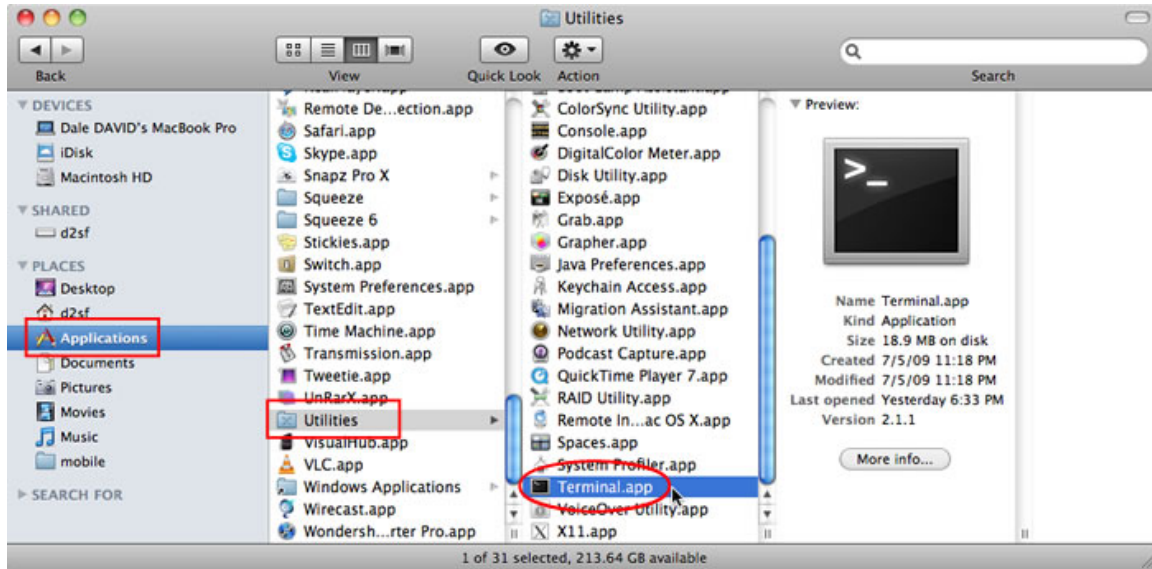 Utilities
Back
View
Quick Look
Action
Search
DEVICES
Dale DAVID's MacBook Pro
iDisk
Macintosh HD
SHARED
d2sf
PLACES
Desktop
d2sf
Applications
Documents
Pictures
Movies
Music
mobile
SEARCH FOR
Remote De...ection.app
Safari.app
Skype.app
Snapz Pro X
Squeeze
Squeeze 6
Stickies.app
Switch.app
System Preferences.app
TextEdit.app
Time Machine.app
Transmission.app
Tweetie.app
UnRarX.app
Utilities
VisualHub.app
VLC.app
Windows Applications
Wirecast.app
Wondersh...rter Pro.app
ColorSync Utility.app
Console.app
DigitalColor Meter.app
Disk Utility.app
Exposé.app
Grab.app
Grapher.app
Java Preferences.app
Keychain Access.app
Migration Assistant.app
Network Utility.app
Podcast Capture.app
QuickTime Player 7.app
RAID Utility.app
Remote In...ac OS X.app
Spaces.app
System Profiler.app
Terminal.app
VoiceOver Utility.app
X11.app
Preview:
>_
Name Terminal.app
Kind Application
Size 18.9 MB on disk
Created 7/5/09 11:18 PM
Modified 7/5/09 11:18 PM
Last opened Yesterday 6:33 PM
Version 2.1.1
More info...
1 of 31 selected, 213.64 GB available